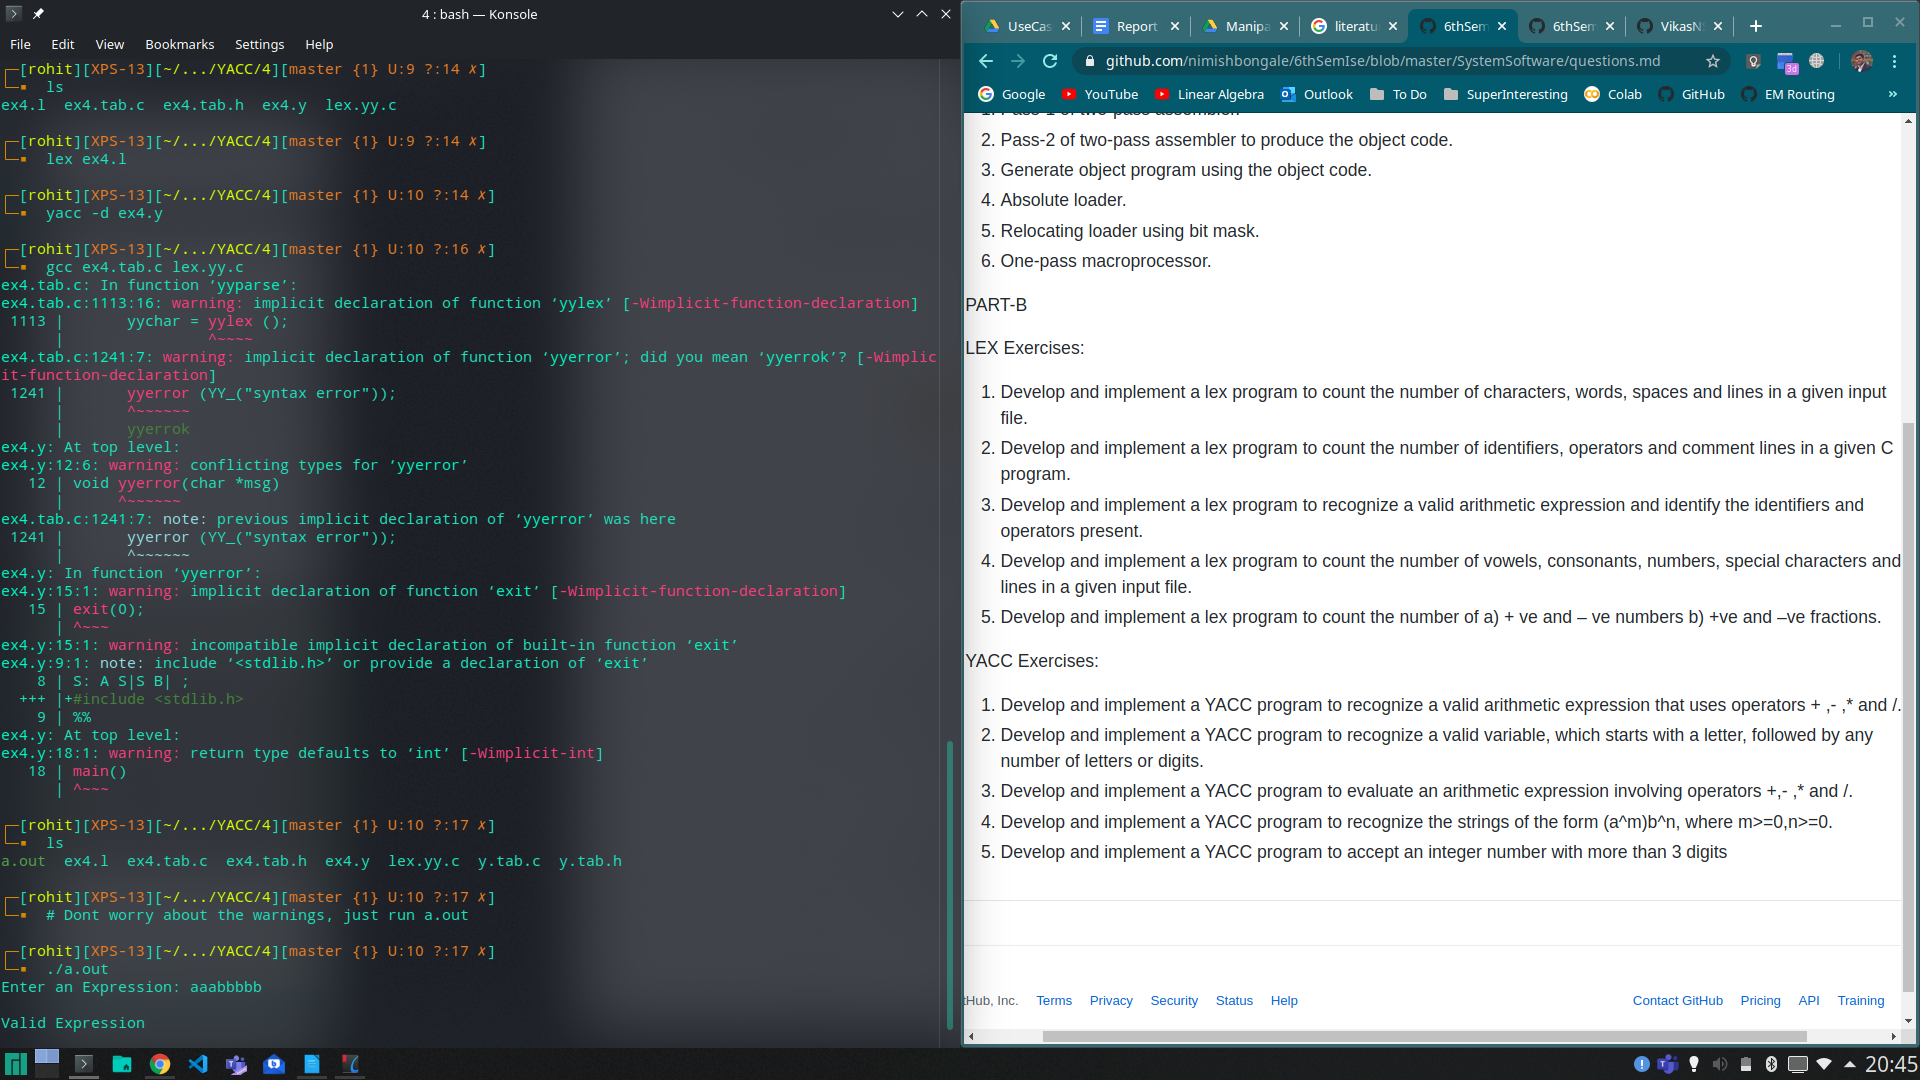 4 : bash — Konsole
File Edit View Bookmarks Settings Help
[rohit][XPS-13][~/.../YACC/4][master {1} U:9 ?:14 ✗]
ls
ex4.l ex4.tab.c ex4.tab.h ex4.y lex.yy.c
[rohit][XPS-13][~/.../YACC/4][master {1} U:9 ?:14 ✗]
lex ex4.l
[rohit][XPS-13][~/.../YACC/4][master {1} U:10 ?:14 ✗]
yacc -d ex4.y
[rohit][XPS-13][~/.../YACC/4][master {1} U:10 ?:16 ✗]
gcc ex4.tab.c lex.yy.c
ex4.tab.c: In function ‘yyparse’:
ex4.tab.c:1113:16: warning: implicit declaration of function ‘yylex’ [-Wimplicit-function-declaration]
1113 | yychar = yylex ();
| ^~~~~
ex4.tab.c:1241:7: warning: implicit declaration of function ‘yyerror’; did you mean ‘yyerrok’? [-Wimplic
it-function-declaration]
1241 | yyerror (YY_("syntax error"));
| ^~~~~~~
| yyerrok
ex4.y: At top level:
ex4.y:12:6: warning: conflicting types for ‘yyerror’
12 | void yyerror(char *msg)
| ^~~~~~~
ex4.tab.c:1241:7: note: previous implicit declaration of ‘yyerror’ was here
1241 | yyerror (YY_("syntax error"));
| ^~~~~~~
ex4.y: In function ‘yyerror’:
ex4.y:15:1: warning: implicit declaration of function ‘exit’ [-Wimplicit-function-declaration]
15 | exit(0);
| ^~~~
ex4.y:15:1: warning: incompatible implicit declaration of built-in function ‘exit’
ex4.y:9:1: note: include ‘<stdlib.h>’ or provide a declaration of ‘exit’
8 | S: A S|S B| ;
+++ |+#include <stdlib.h>
9 | %%
ex4.y: At top level:
ex4.y:18:1: warning: return type defaults to ‘int’ [-Wimplicit-int]
18 | main()
| ^~~~
[rohit][XPS-13][~/.../YACC/4][master {1} U:10 ?:17 ✗]
ls
a.out ex4.l ex4.tab.c ex4.tab.h ex4.y lex.yy.c y.tab.c y.tab.h
[rohit][XPS-13][~/.../YACC/4][master {1} U:10 ?:17 ✗]
# Dont worry about the warnings, just run a.out
[rohit][XPS-13][~/.../YACC/4][master {1} U:10 ?:17 ✗]
./a.out
Enter an Expression: aaabbbbb
Valid Expression
UseCas Report Manipa literatu 6thSem 6thSem VikasN
github.com/nimishbongale/6thSemIse/blob/master/SystemSoftware/questions.md
3d
Google YouTube Linear Algebra Outlook To Do SuperInteresting Colab GitHub EM Routing »
1. Pass-1 of two-pass assembler.
2. Pass-2 of two-pass assembler to produce the object code.
3. Generate object program using the object code.
4. Absolute loader.
5. Relocating loader using bit mask.
6. One-pass macroprocessor.
PART-B
LEX Exercises:
1. Develop and implement a lex program to count the number of characters, words, spaces and lines in a given input
file.
2. Develop and implement a lex program to count the number of identifiers, operators and comment lines in a given C
program.
3. Develop and implement a lex program to recognize a valid arithmetic expression and identify the identifiers and
operators present.
4. Develop and implement a lex program to count the number of vowels, consonants, numbers, special characters and
lines in a given input file.
5. Develop and implement a lex program to count the number of a) + ve and – ve numbers b) +ve and –ve fractions.
YACC Exercises:
1. Develop and implement a YACC program to recognize a valid arithmetic expression that uses operators + ,- ,* and /.
2. Develop and implement a YACC program to recognize a valid variable, which starts with a letter, followed by any
number of letters or digits.
3. Develop and implement a YACC program to evaluate an arithmetic expression involving operators +,- ,* and /.
4. Develop and implement a YACC program to recognize the strings of the form (a^m)b^n, where m>=0,n>=0.
5. Develop and implement a YACC program to accept an integer number with more than 3 digits
tHub, Inc. Terms Privacy Security Status Help Contact GitHub Pricing API Training
20:45